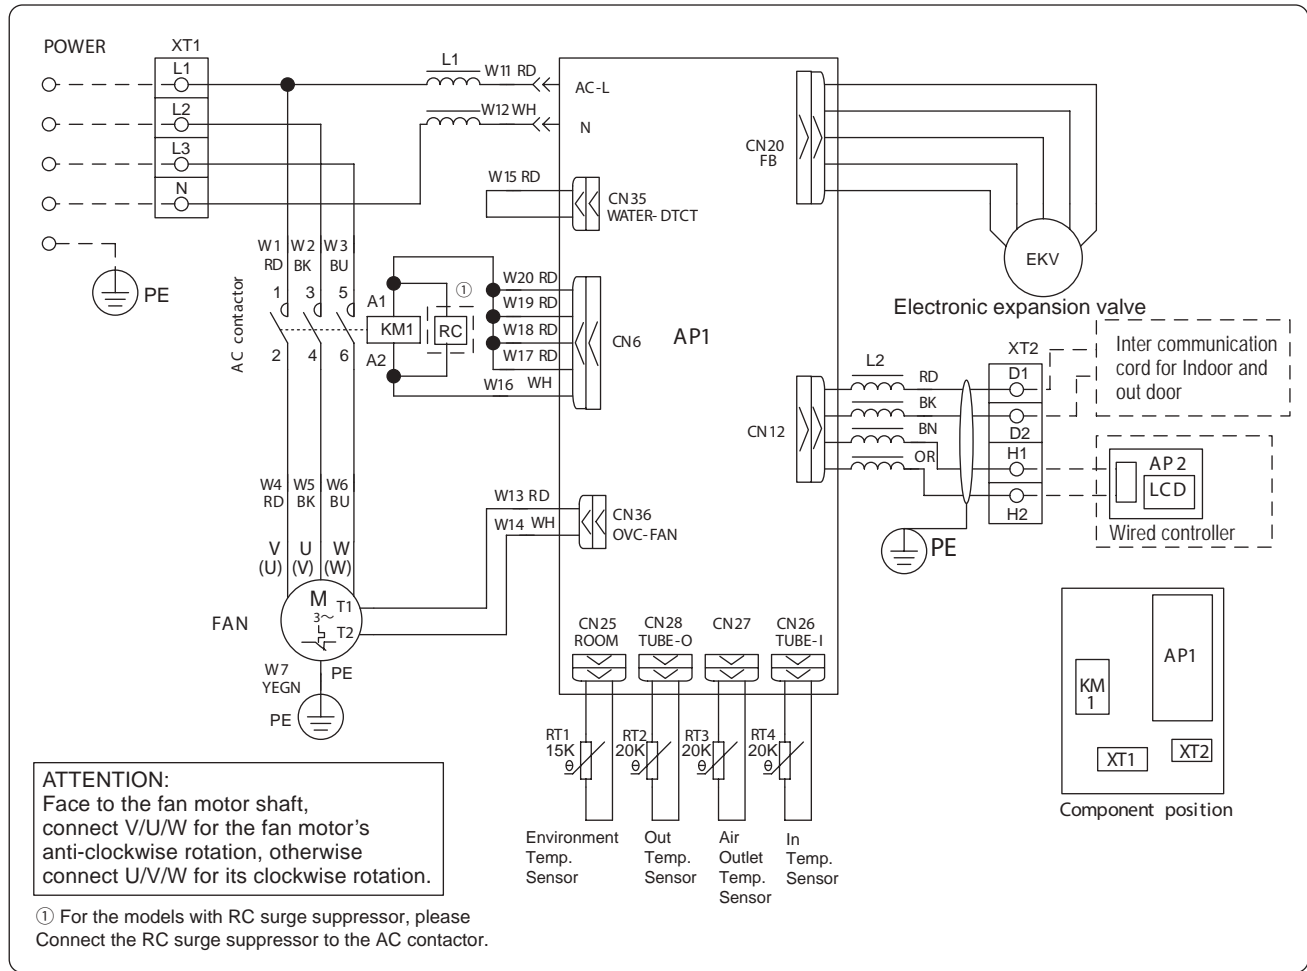 POWER
XT1
L1
L2
L3
N
PE
L1
W11 RD
W12 WH
AC-L
N
W15 RD
CN35
WATER-DTCT
CN20
FB
EKV
Electronic expansion valve
W1 W2 W3
RD BK BU
1 3 5
2 4 6
AC contactor
A1
KM1
A2
①
RC
W20 RD
W19 RD
W18 RD
W17 RD
W16 WH
CN6
AP1
L2
CN12
RD
BK
BN
OR
XT2
D1
D2
H1
H2
PE
Inter communication
cord for Indoor and
out door
AP2
LCD
Wired controller
W4 W5 W6
RD BK BU
V U W
(U) (V) (W)
W13 RD
W14 WH
CN36
OVC-FAN
FAN
M
3～
T1
T2
W7
YEGN
PE
PE
CN25
ROOM
CN28
TUBE-O
CN27
CN26
TUBE-I
RT1
15K
θ
RT2
20K
θ
RT3
20K
θ
RT4
20K
θ
Environment
Temp.
Sensor
Out
Temp.
Sensor
Air
Outlet
Temp.
Sensor
In
Temp.
Sensor
AP1
KM
1
XT1
XT2
Component position
ATTENTION:
Face to the fan motor shaft,
connect V/U/W for the fan motor's
anti-clockwise rotation, otherwise
connect U/V/W for its clockwise rotation.
① For the models with RC surge suppressor, please
Connect the RC surge suppressor to the AC contactor.